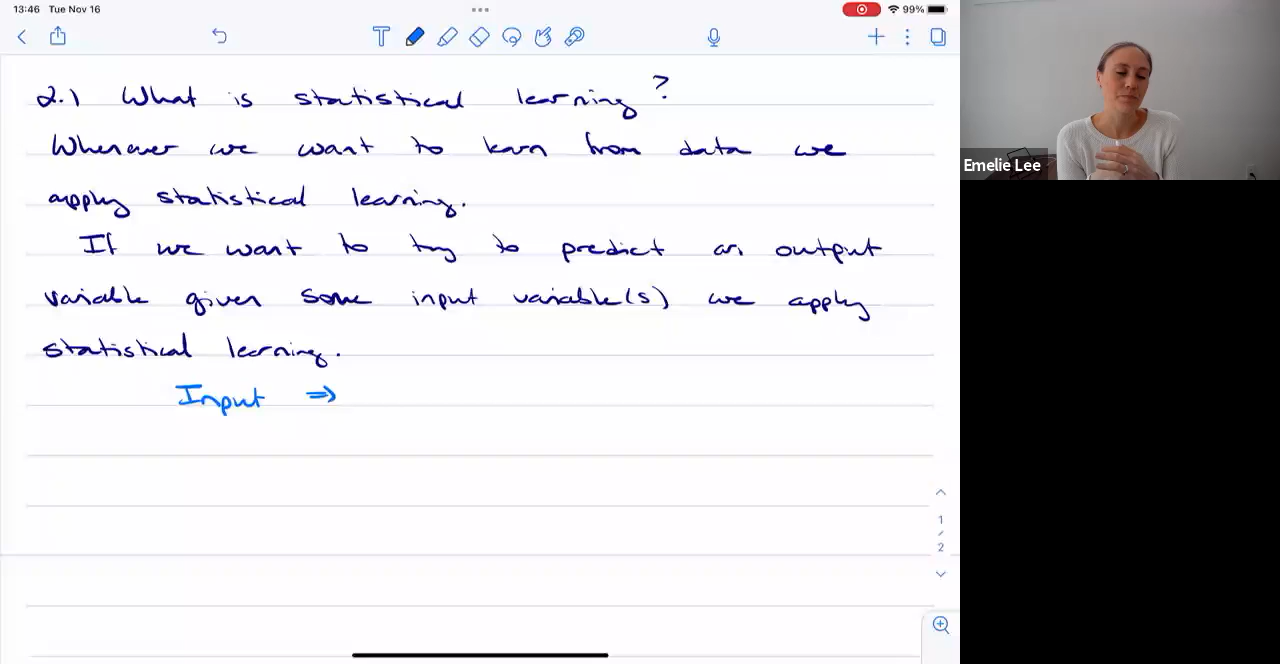 13:46 Tue Nov 16
99%
2.1 What is statistical learning?
Whenever we want to learn from data we
apply statistical learning.
If we want to try to predict an output
variable given some input variable(s) we apply
statistical learning.
Input ⇒
1
/
2
Emelie Lee